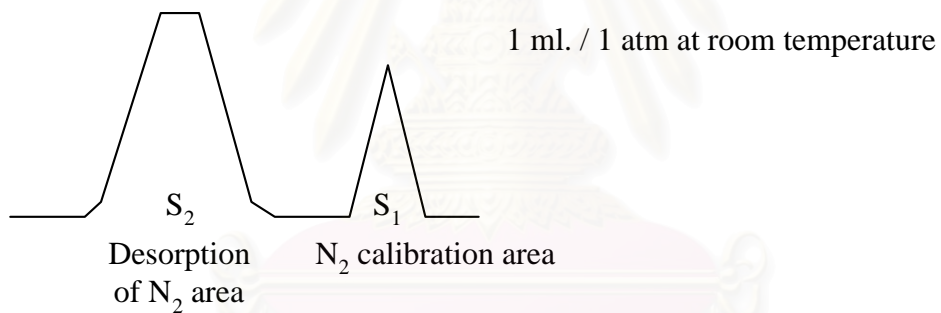 1 ml. / 1 atm at room temperature
S₂ S₁
Desorption N₂ calibration area
of N₂ area